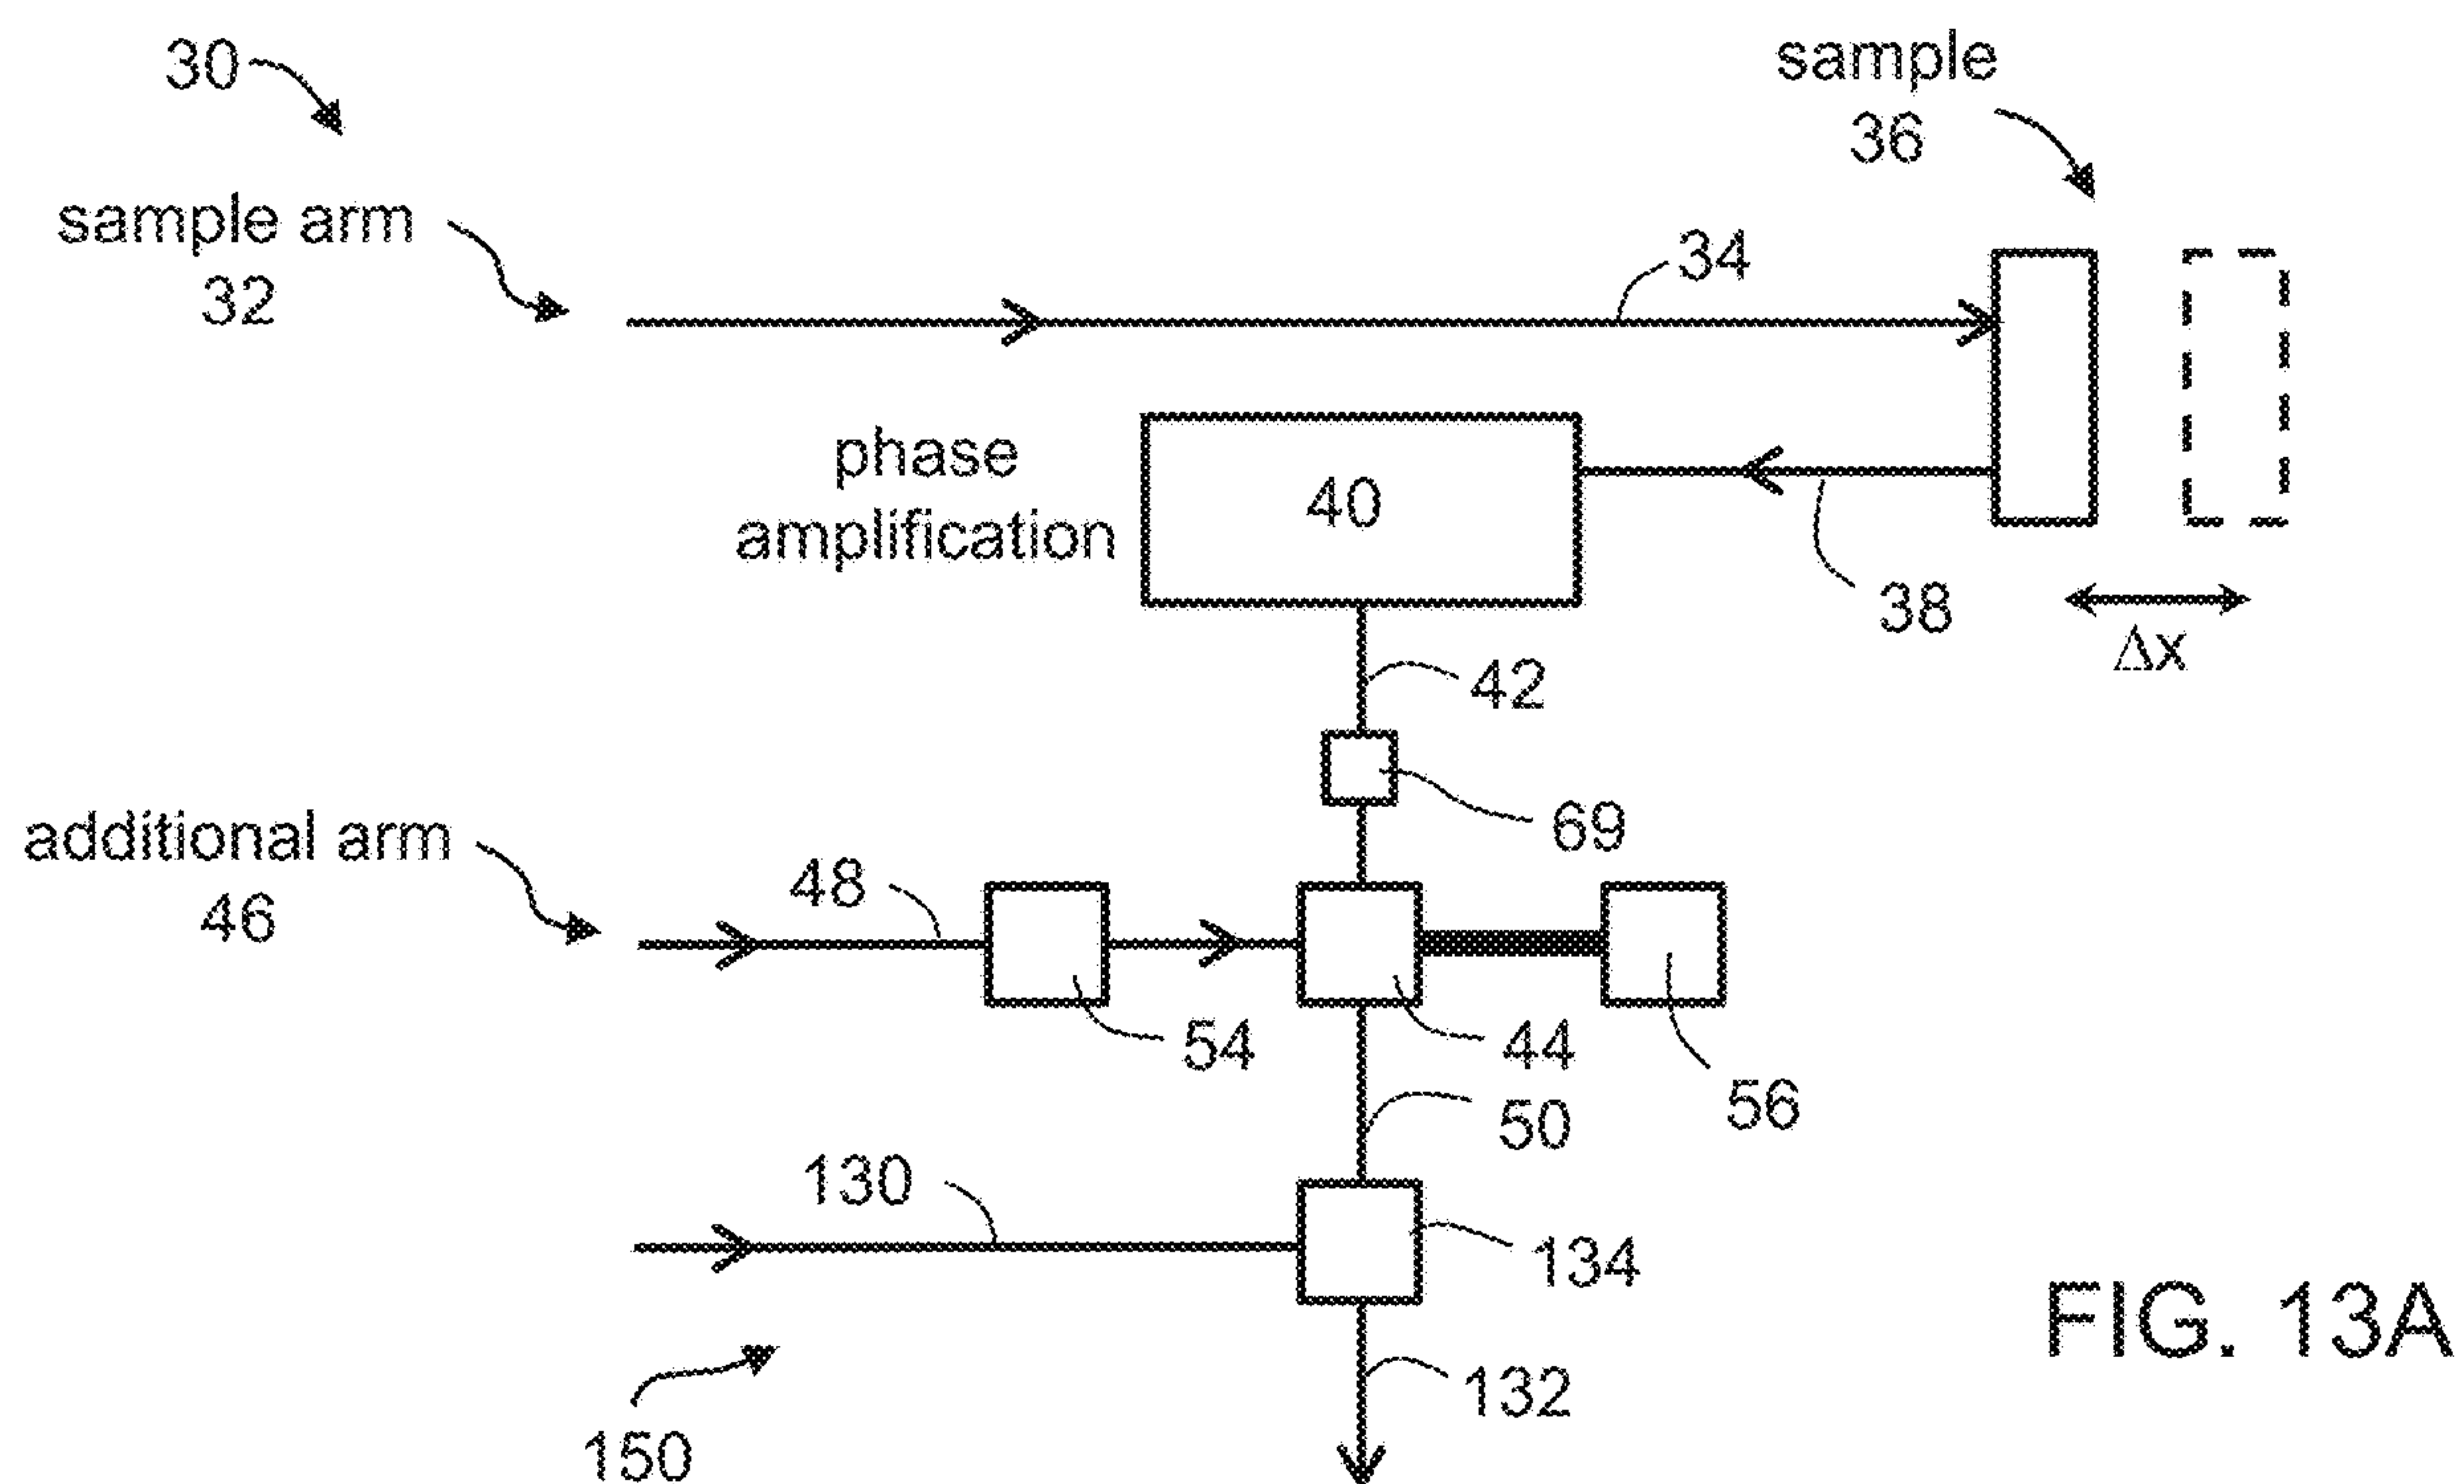 30
sample
36
sample arm
32
34
phase
amplification
40
38
Δx
42
69
additional arm
46
48
54
44
56
50
130
134
132
150
FIG. 13A